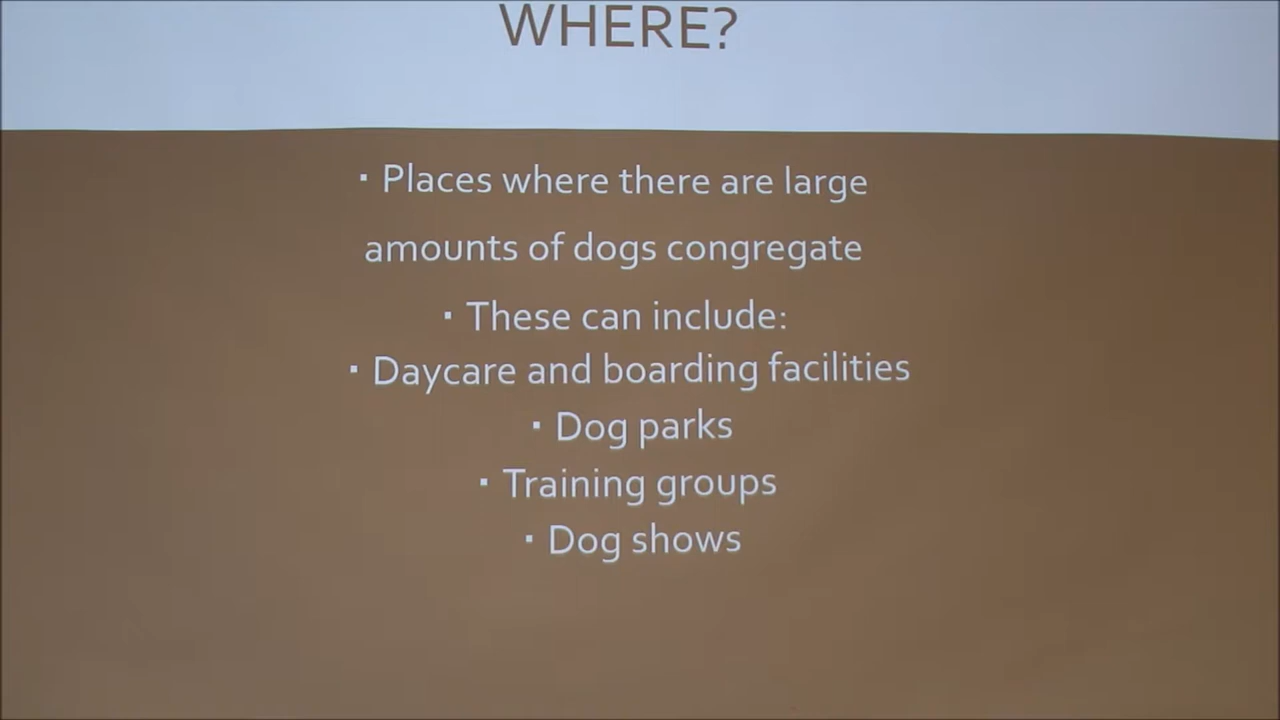 WHERE?
▪ Places where there are large
amounts of dogs congregate
▪ These can include:
▪ Daycare and boarding facilities
▪ Dog parks
▪ Training groups
▪ Dog shows